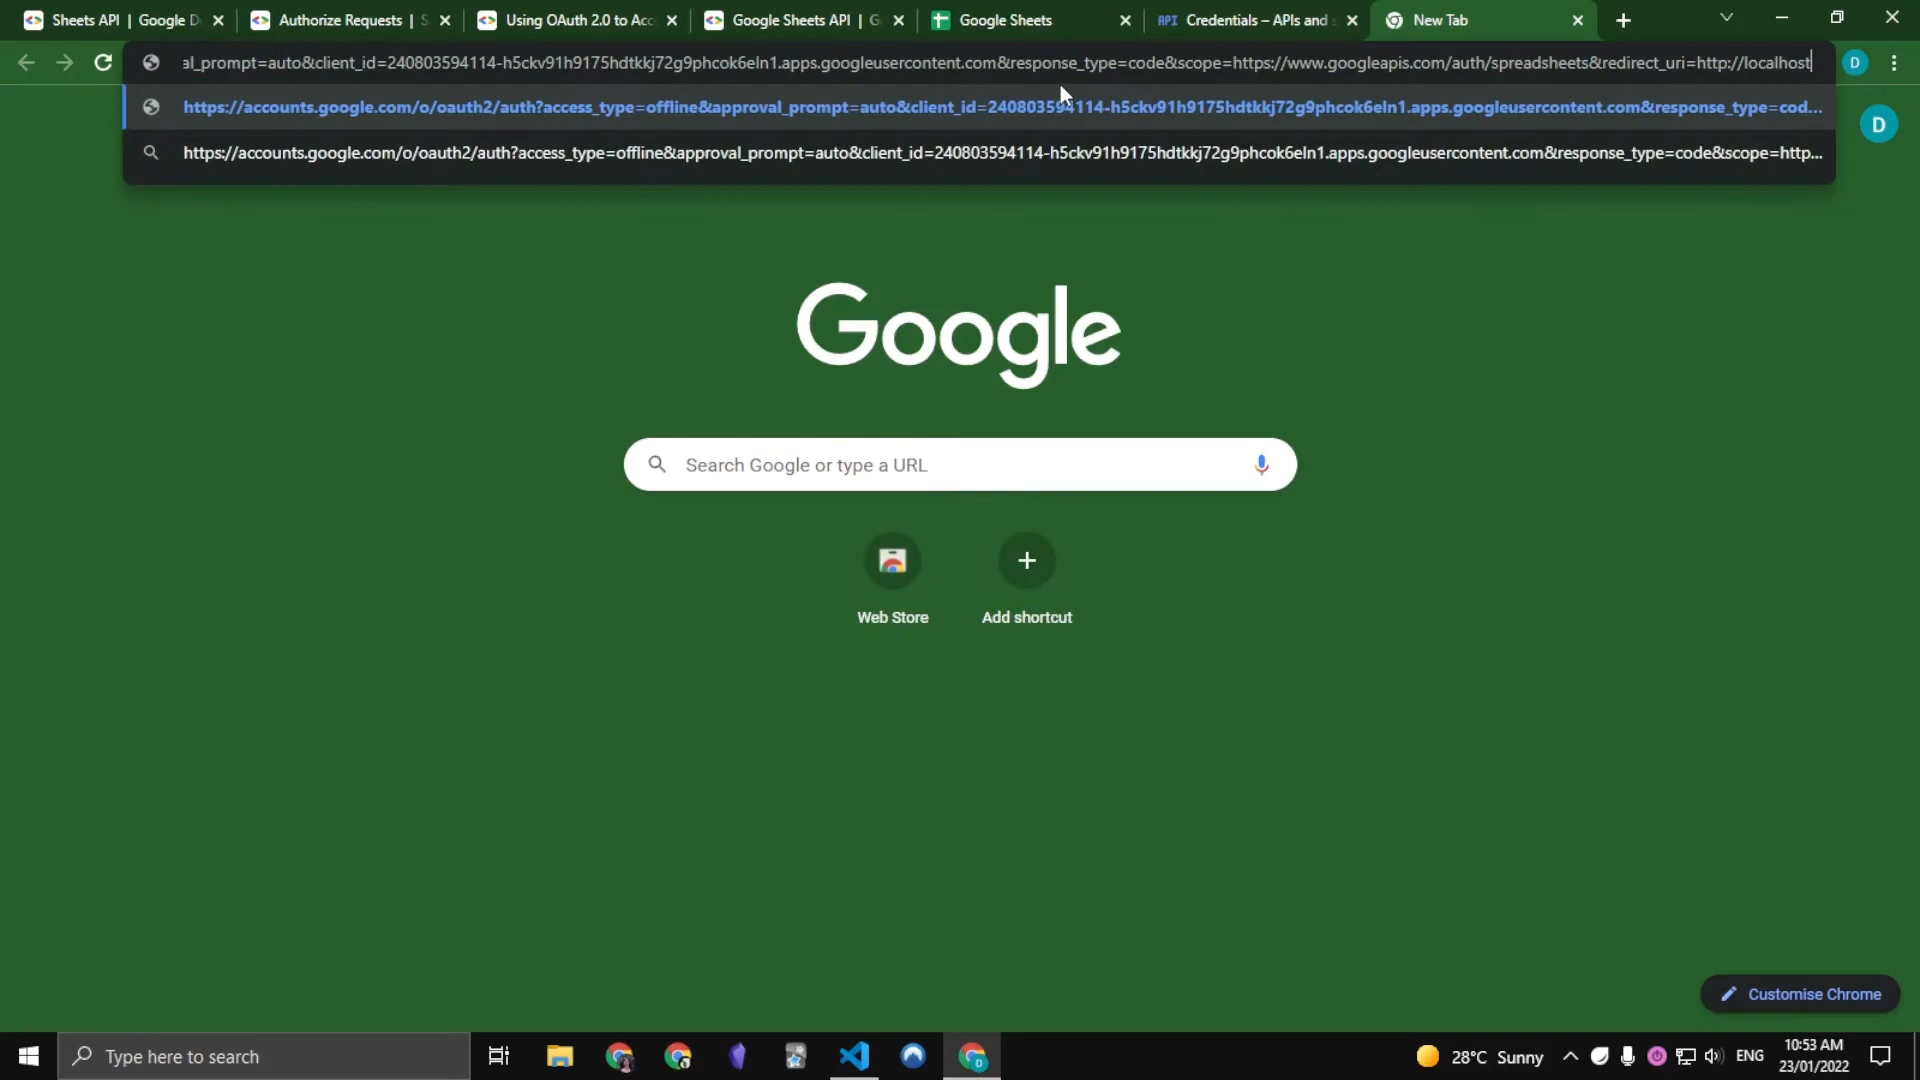 Sheets API | Google D
Authorize Requests | S
Using OAuth 2.0 to Acc
Google Sheets API | G
Google Sheets
API Credentials – APIs and s
New Tab
al_prompt=auto&client_id=240803594114-h5ckv91h9175hdtkkj72g9phcok6eln1.apps.googleusercontent.com&response_type=code&scope=https://www.googleapis.com/auth/spreadsheets&redirect_uri=http://localhost
D
https://accounts.google.com/o/oauth2/auth?access_type=offline&approval_prompt=auto&client_id=240803594114-h5ckv91h9175hdtkkj72g9phcok6eln1.apps.googleusercontent.com&response_type=cod...
D
https://accounts.google.com/o/oauth2/auth?access_type=offline&approval_prompt=auto&client_id=240803594114-h5ckv91h9175hdtkkj72g9phcok6eln1.apps.googleusercontent.com&response_type=code&scope=http...
Google
Search Google or type a URL
Web Store
Add shortcut
Customise Chrome
Type here to search
28°C Sunny
ENG
10:53 AM
23/01/2022